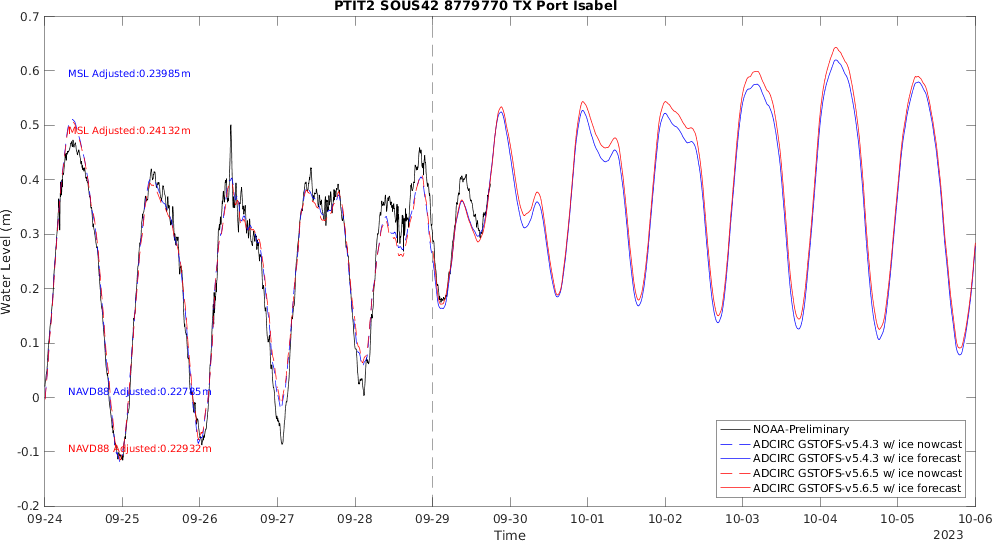 PTIT2 SOUS42 8779770 TX Port Isabel
0.7
0.6
0.5
0.4
0.3
0.2
0.1
0
-0.1
-0.2
Water Level (m)
MSL Adjusted:0.23985m
MSL Adjusted:0.24132m
NAVD88 Adjusted:0.22785m
NAVD88 Adjusted:0.22932m
NOAA-Preliminary
ADCIRC GSTOFS-v5.4.3 w/ ice nowcast
ADCIRC GSTOFS-v5.4.3 w/ ice forecast
ADCIRC GSTOFS-v5.6.5 w/ ice nowcast
ADCIRC GSTOFS-v5.6.5 w/ ice forecast
09-24 09-25 09-26 09-27 09-28 09-29 09-30 10-01 10-02 10-03 10-04 10-05 10-06
Time
2023